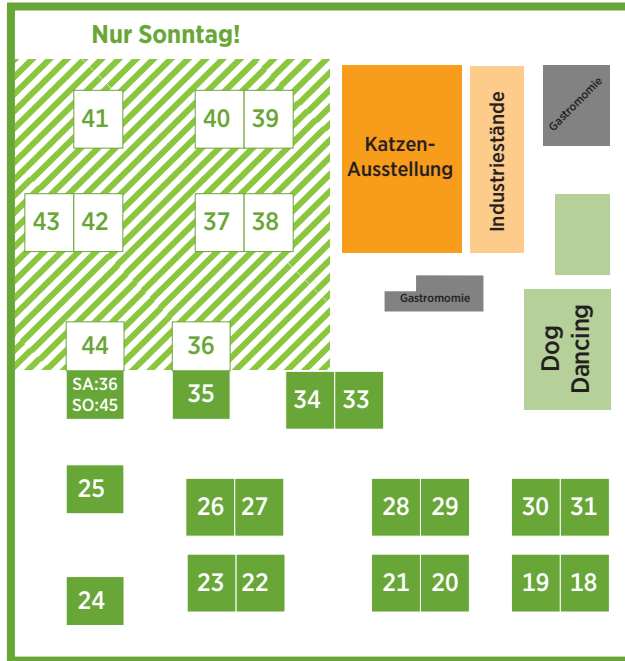 Nur Sonntag!
41
40 39
Katzen-
Ausstellung
Industriestände
Gastromomie
43 42
37 38
Gastromomie
Dog
Dancing
44
36
SA:36
SO:45
35
34 33
25
26 27
28 29
30 31
24
23 22
21 20
19 18